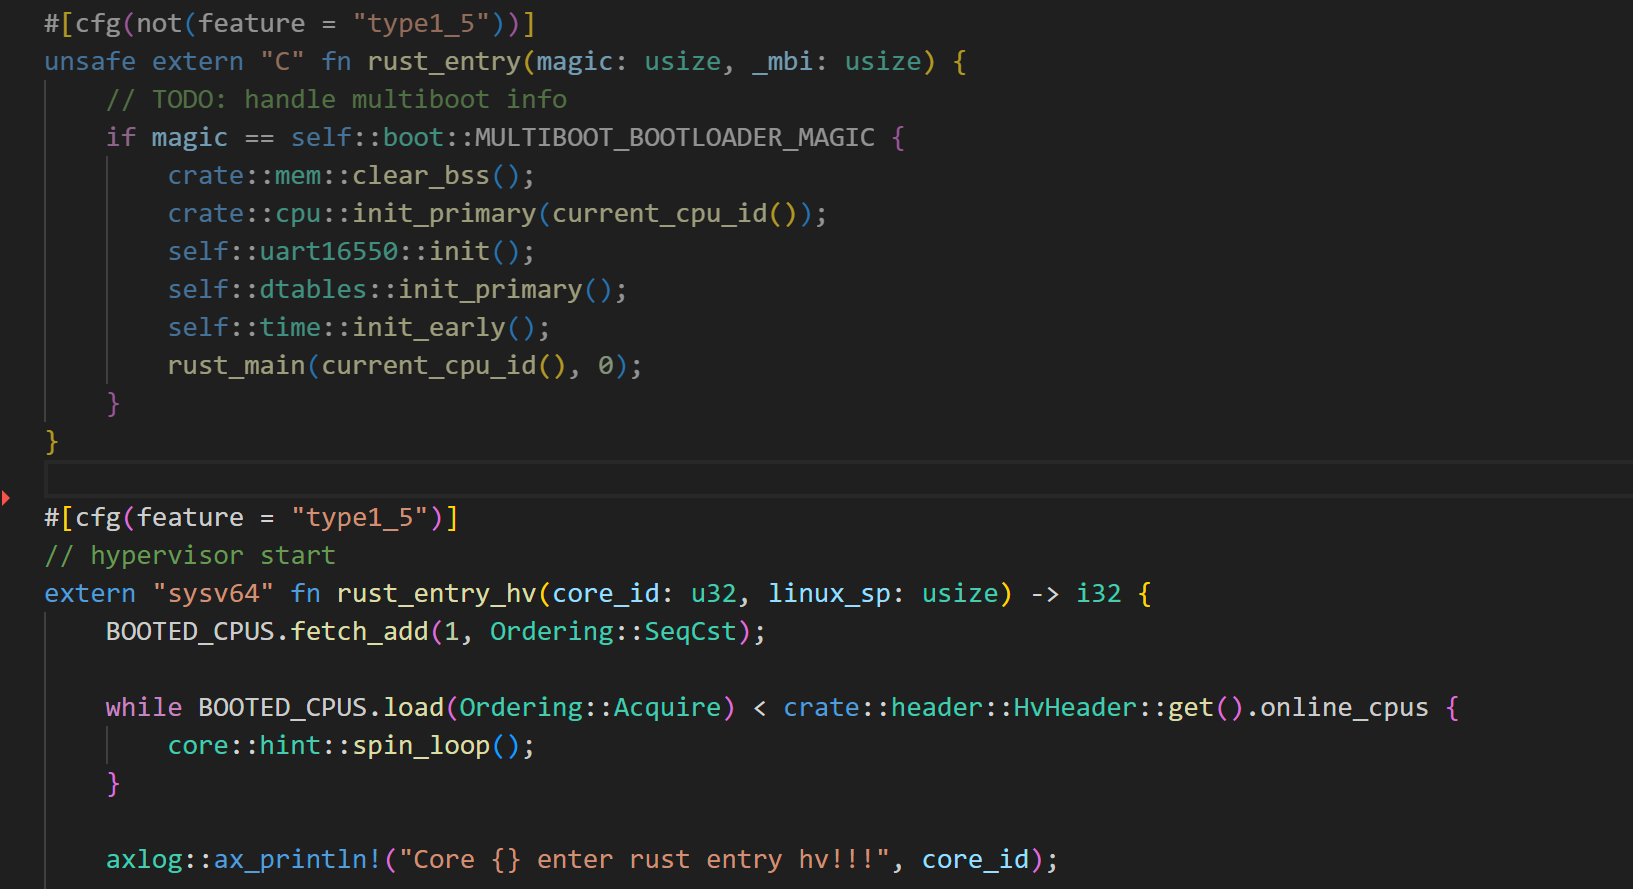 #[cfg(not(feature = "type1_5"))]
unsafe extern "C" fn rust_entry(magic: usize, _mbi: usize) {
    // TODO: handle multiboot info
    if magic == self::boot::MULTIBOOT_BOOTLOADER_MAGIC {
        crate::mem::clear_bss();
        crate::cpu::init_primary(current_cpu_id());
        self::uart16550::init();
        self::dtables::init_primary();
        self::time::init_early();
        rust_main(current_cpu_id(), 0);
    }
}
#[cfg(feature = "type1_5")]
// hypervisor start
extern "sysv64" fn rust_entry_hv(core_id: u32, linux_sp: usize) -> i32 {
    BOOTED_CPUS.fetch_add(1, Ordering::SeqCst);
    while BOOTED_CPUS.load(Ordering::Acquire) < crate::header::HvHeader::get().online_cpus {
        core::hint::spin_loop();
    }
    axlog::ax_println!("Core {} enter rust entry hv!!!", core_id);